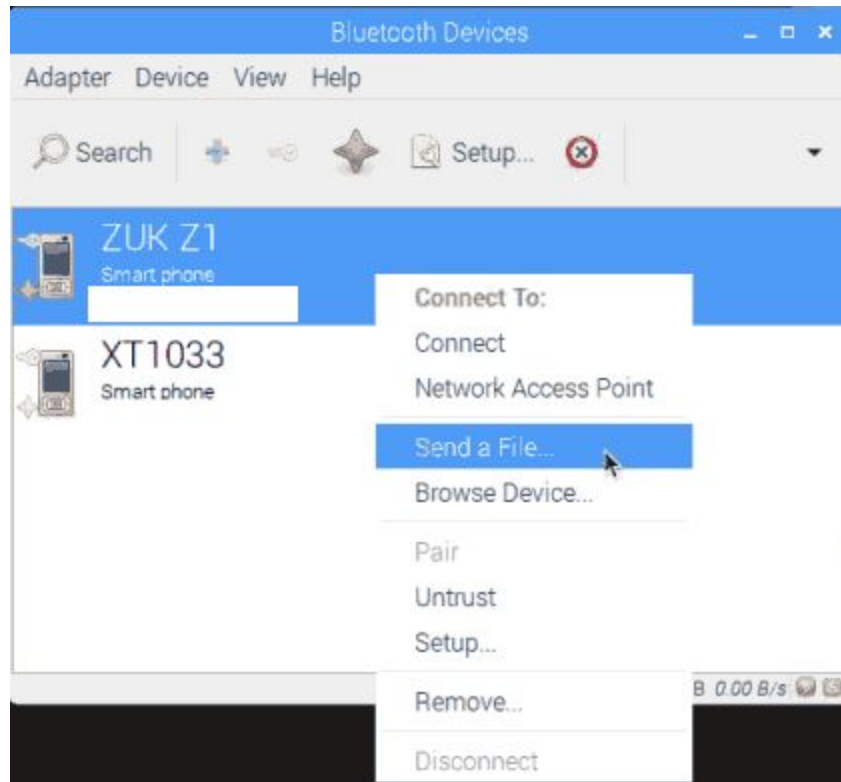 Bluetooth Devices
Adapter Device View Help
Search Setup...
ZUK Z1
Smart phone
XT1033
Smart phone
Connect To:
Connect
Network Access Point
Send a File...
Browse Device...
Pair
Untrust
Setup...
Remove...
Disconnect
B 0.00 B/s